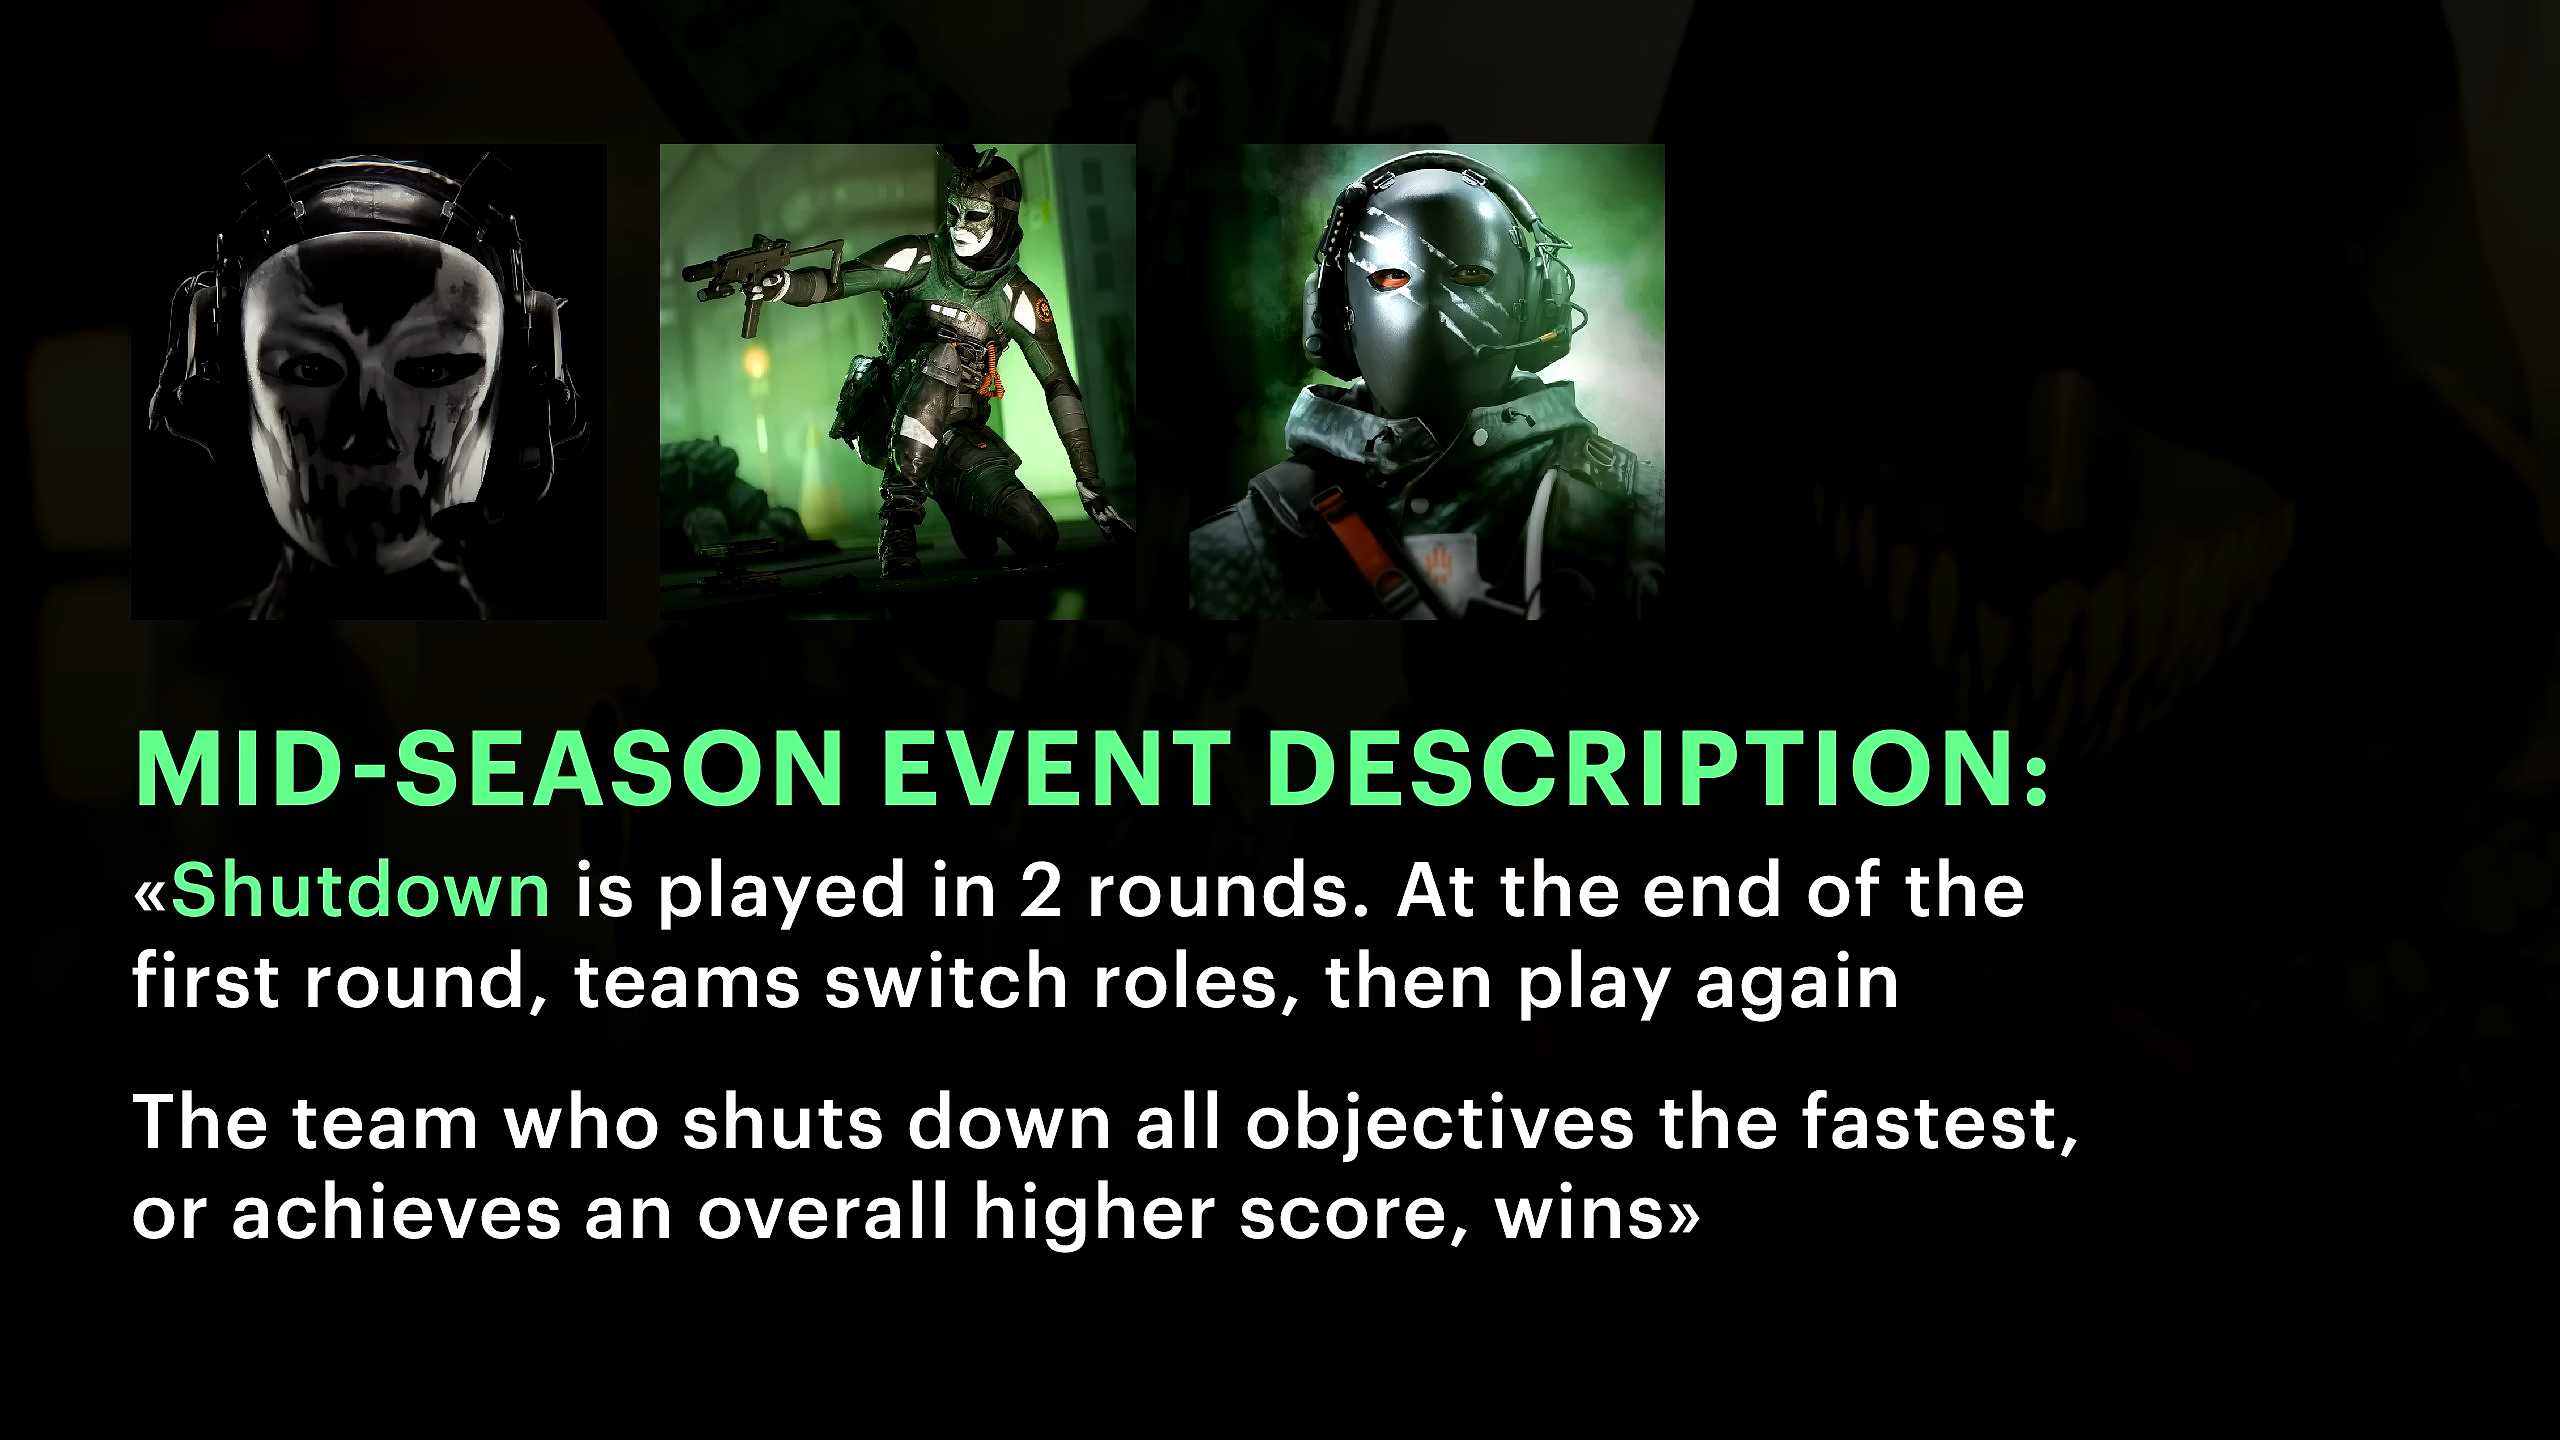 MID-SEASON EVENT DESCRIPTION:
«Shutdown is played in 2 rounds. At the end of the
first round, teams switch roles, then play again
The team who shuts down all objectives the fastest,
or achieves an overall higher score, wins»